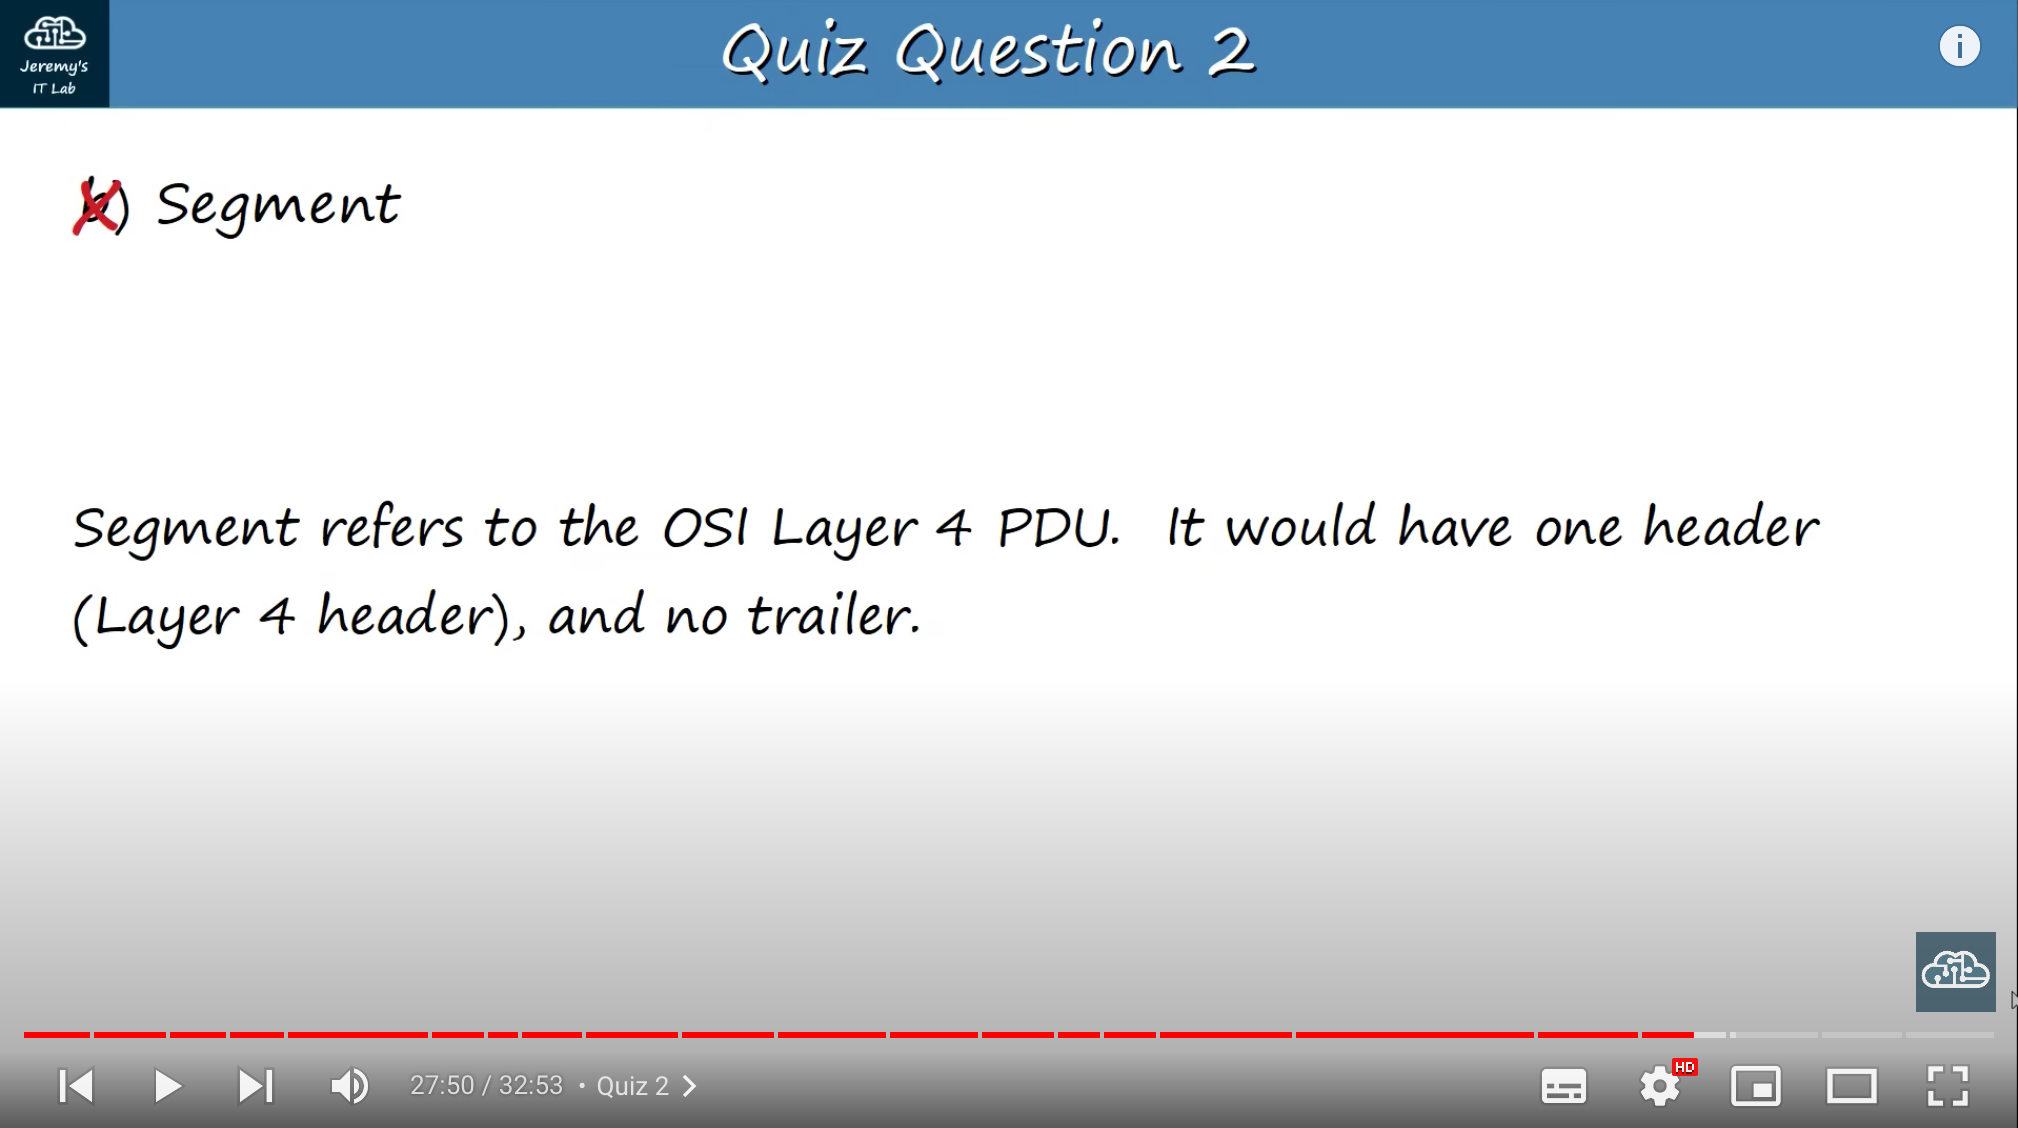 Jeremy's
IT Lab
Quiz Question 2
b) Segment
Segment refers to the OSI Layer 4 PDU. It would have one header
(Layer 4 header), and no trailer.
HD
27:50 / 32:53 • Quiz 2